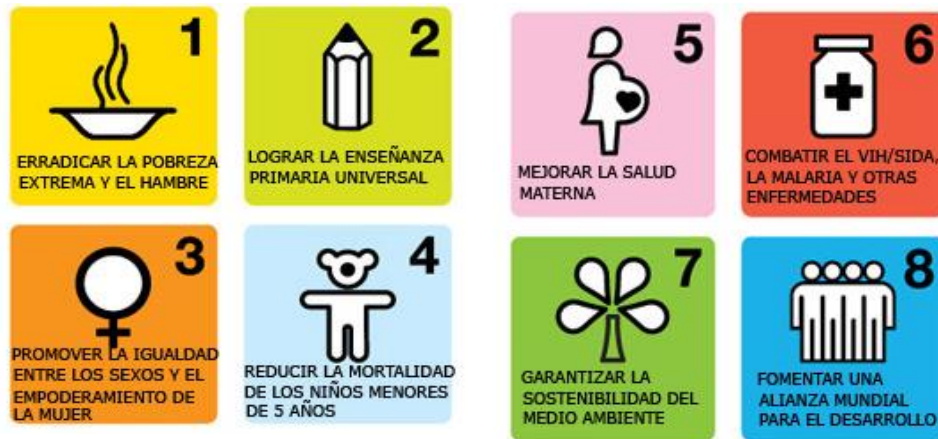 1
ERRADICAR LA POBREZA
EXTREMA Y EL HAMBRE
2
LOGRAR LA ENSEÑANZA
PRIMARIA UNIVERSAL
3
PROMOVER LA IGUALDAD
ENTRE LOS SEXOS Y EL
EMPODERAMIENTO DE
LA MUJER
4
REDUCIR LA MORTALIDAD
DE LOS NIÑOS MENORES
DE 5 AÑOS
5
MEJORAR LA SALUD
MATERNA
6
COMBATIR EL VIH/SIDA,
LA MALARIA Y OTRAS
ENFERMEDADES
7
GARANTIZAR LA
SOSTENIBILIDAD DEL
MEDIO AMBIENTE
8
FOMENTAR UNA
ALIANZA MUNDIAL
PARA EL DESARROLLO